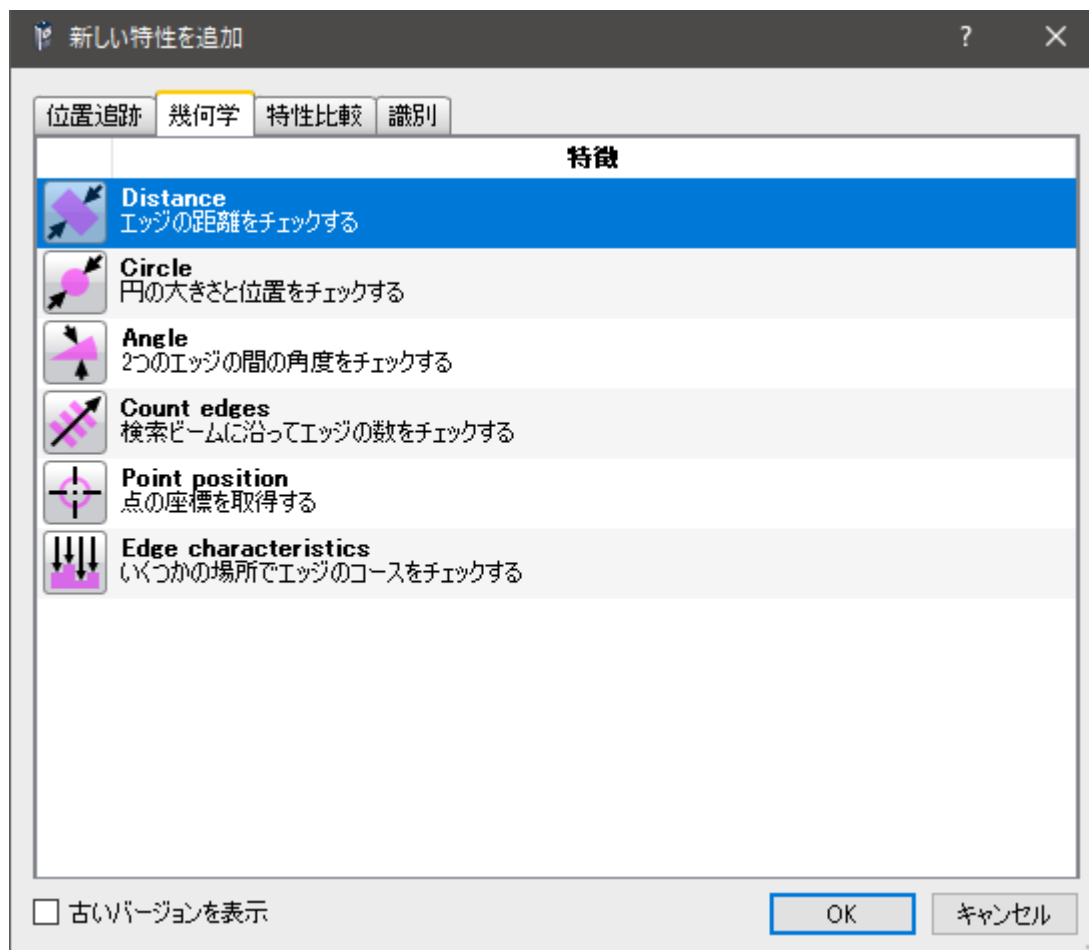 新しい特性を追加
?
位置追跡 幾何学 特性比較 識別
特徴
Distance
エッジの距離をチェックする
Circle
円の大きさと位置をチェックする
Angle
2つのエッジの間の角度をチェックする
Count edges
検索ビームに沿ってエッジの数をチェックする
Point position
点の座標を取得する
Edge characteristics
いくつかの場所でエッジのコースをチェックする
古いバージョンを表示
OK キャンセル